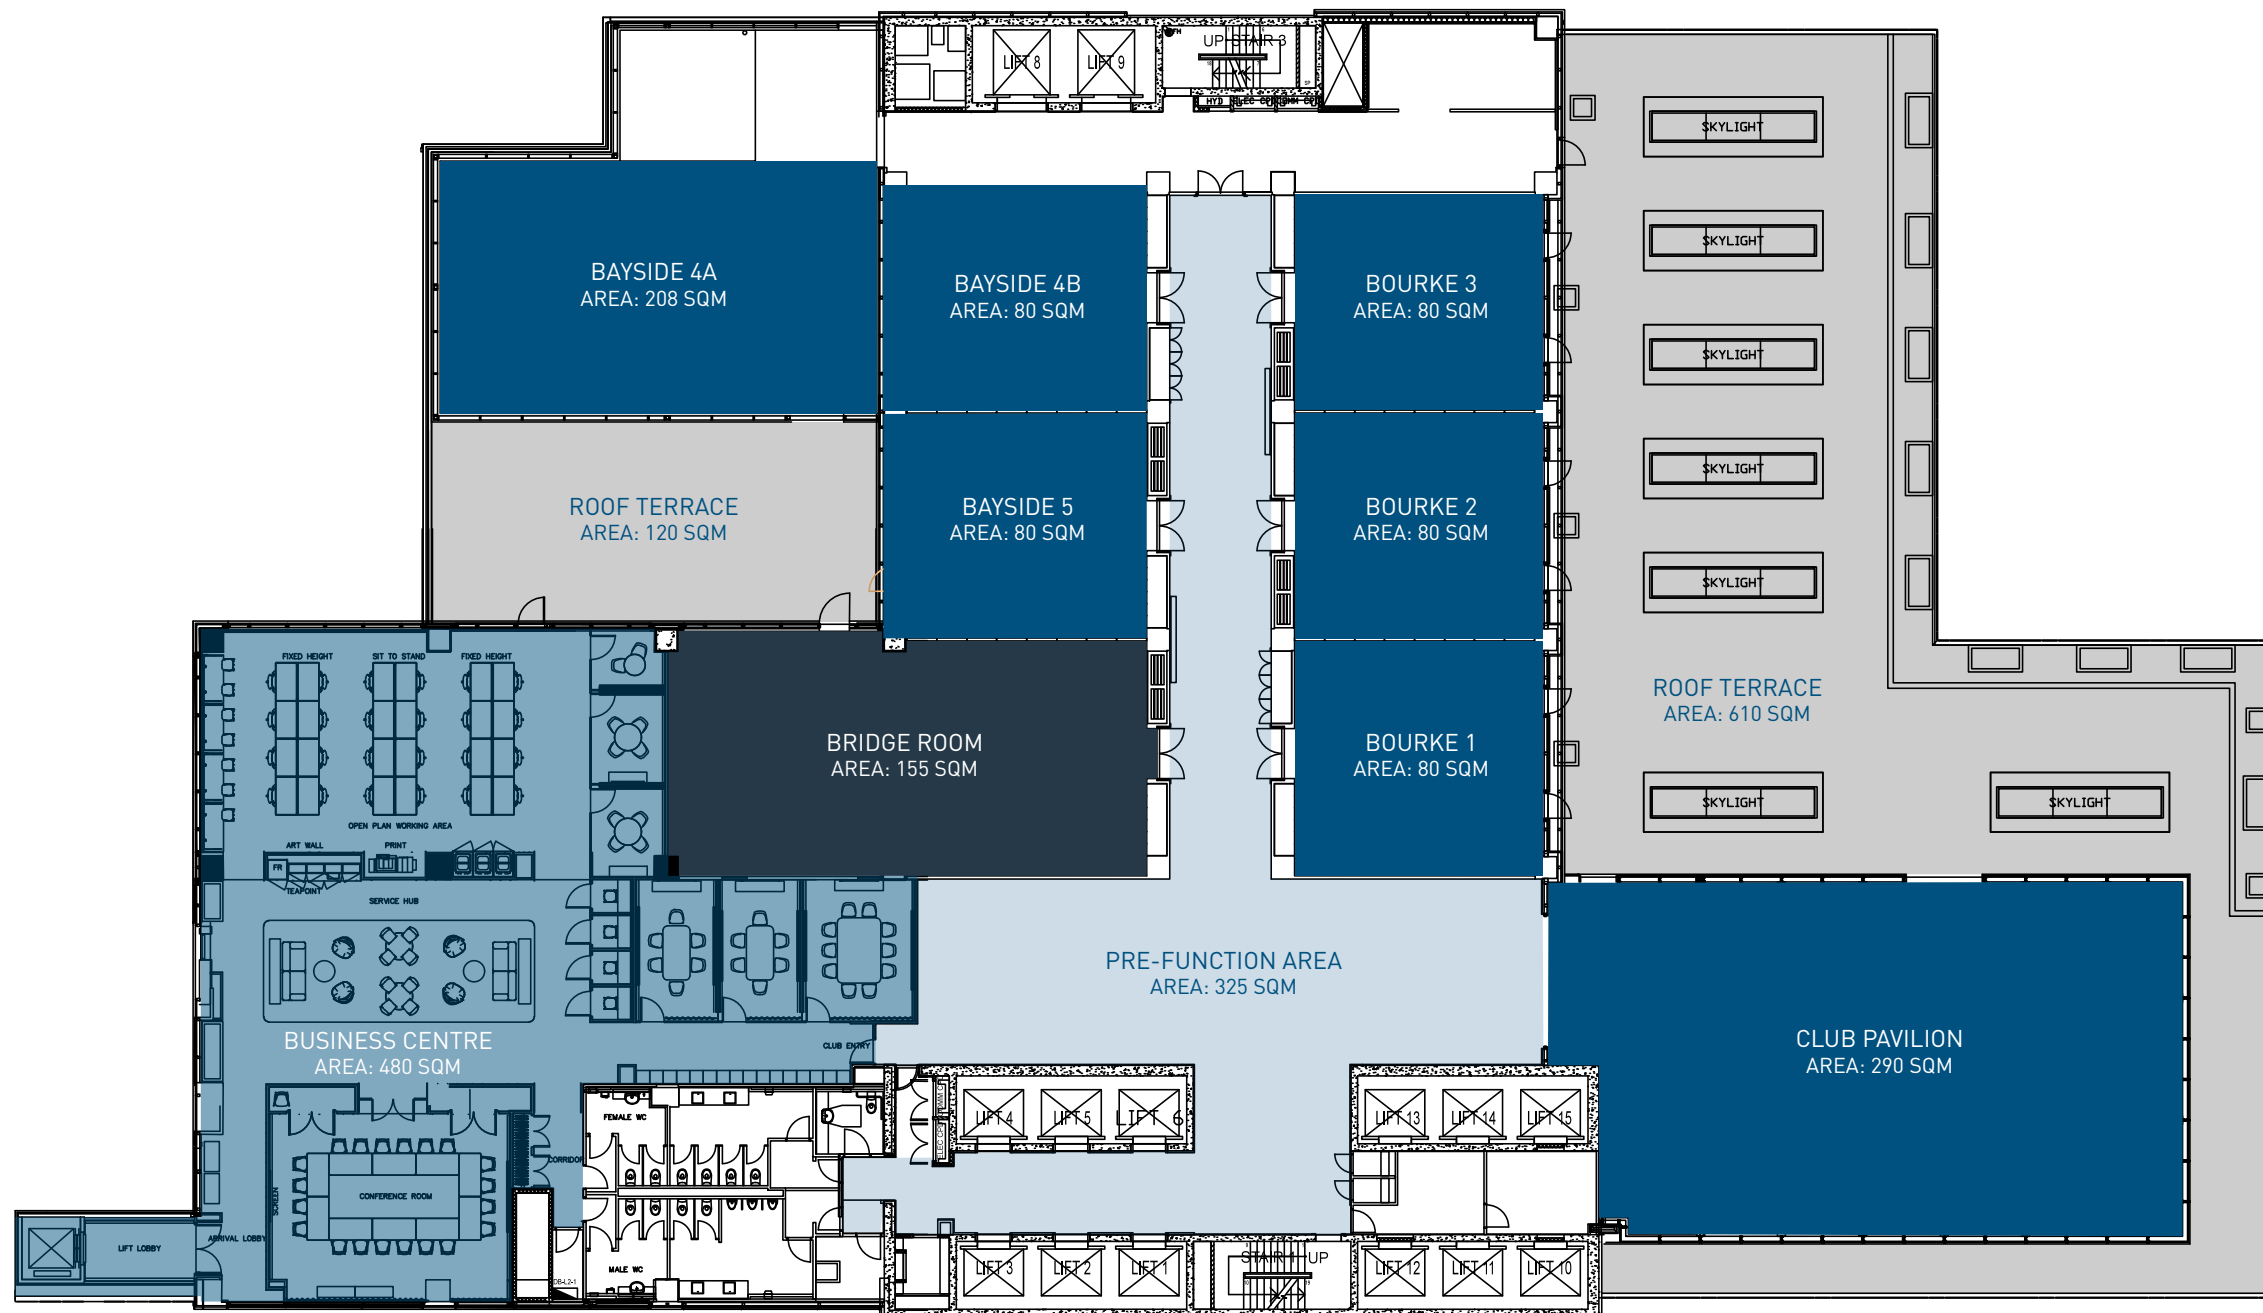 LIFT 8
LIFT 9
UP STAIR 3
FH
SP
HYD
SKYLIGHT
SKYLIGHT
SKYLIGHT
SKYLIGHT
SKYLIGHT
SKYLIGHT
SKYLIGHT
BAYSIDE 4A
AREA: 208 SQM
BAYSIDE 4B
AREA: 80 SQM
BOURKE 3
AREA: 80 SQM
ROOF TERRACE
AREA: 120 SQM
BAYSIDE 5
AREA: 80 SQM
BOURKE 2
AREA: 80 SQM
ROOF TERRACE
AREA: 610 SQM
BRIDGE ROOM
AREA: 155 SQM
BOURKE 1
AREA: 80 SQM
FIXED HEIGHT
SIT TO STAND
FIXED HEIGHT
OPEN PLAN WORKING AREA
ART WALL
PRINT
FR
TEAPOINT
SERVICE HUB
PRE-FUNCTION AREA
AREA: 325 SQM
BUSINESS CENTRE
AREA: 480 SQM
CLUB ENTRY
CLUB PAVILION
AREA: 290 SQM
FEMALE WC
LIFT 4
LIFT 5
LIFT 6
LIFT 13
LIFT 14
LIFT 15
CORRIDOR
CONFERENCE ROOM
SCREEN
ARRIVAL LOBBY
LIFT LOBBY
MALE WC
DB-L2-1
LIFT 3
LIFT 2
LIFT 1
STAIR 1 UP
LIFT 12
LIFT 11
LIFT 10